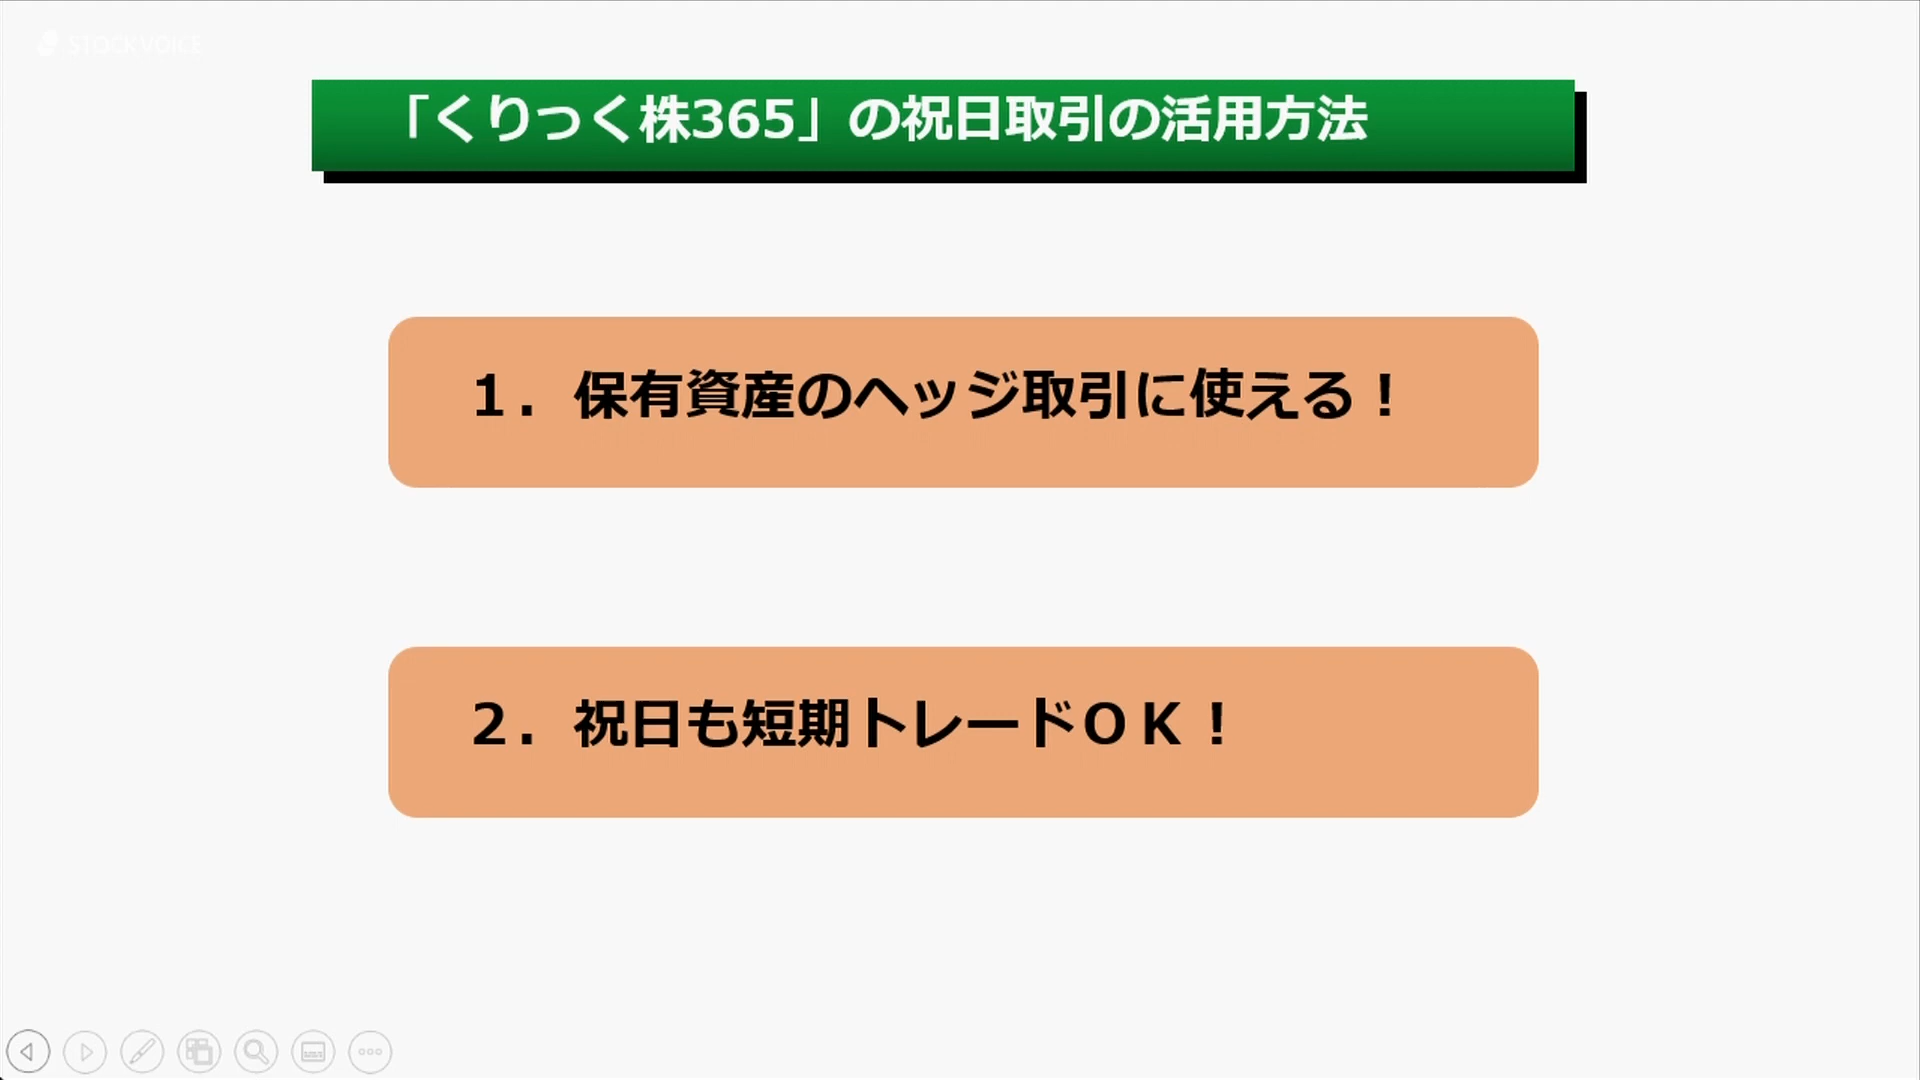 STOCKVOICE
「くりっく株365」の祝日取引の活用方法
１．保有資産のヘッジ取引に使える！
２．祝日も短期トレードＯＫ！